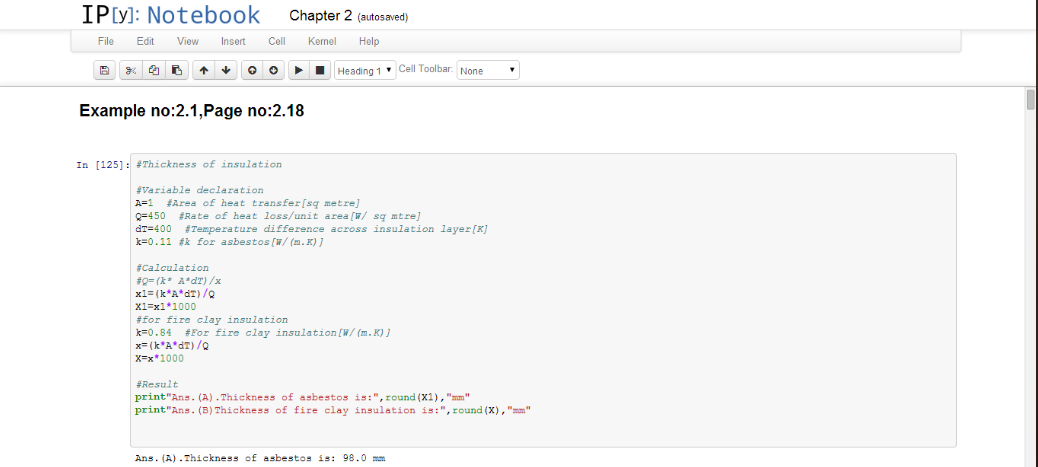 IP[y]: Notebook Chapter 2 (autosaved)
File Edit View Insert Cell Kernel Help
Heading 1 Cell Toolbar: None
Example no:2.1,Page no:2.18
In [125]: #Thickness of insulation
#Variable declaration
A=1 #Area of heat transfer[sq metre]
Q=450 #Rate of heat loss/unit area[W/ sq mtre]
dT=400 #Temperature difference across insulation layer[K]
k=0.11 #k for asbestos[W/(m.K)]
#Calculation
#Q=(k* A*dT)/x
x1=(k*A*dT)/Q
X1=x1*1000
#for fire clay insulation
k=0.84 #For fire clay insulation[W/(m.K)]
x=(k*A*dT)/Q
X=x*1000
#Result
print"Ans.(A).Thickness of asbestos is:",round(X1),"mm"
print"Ans.(B)Thickness of fire clay insulation is:",round(X),"mm"
Ans.(A).Thickness of asbestos is: 98.0 mm